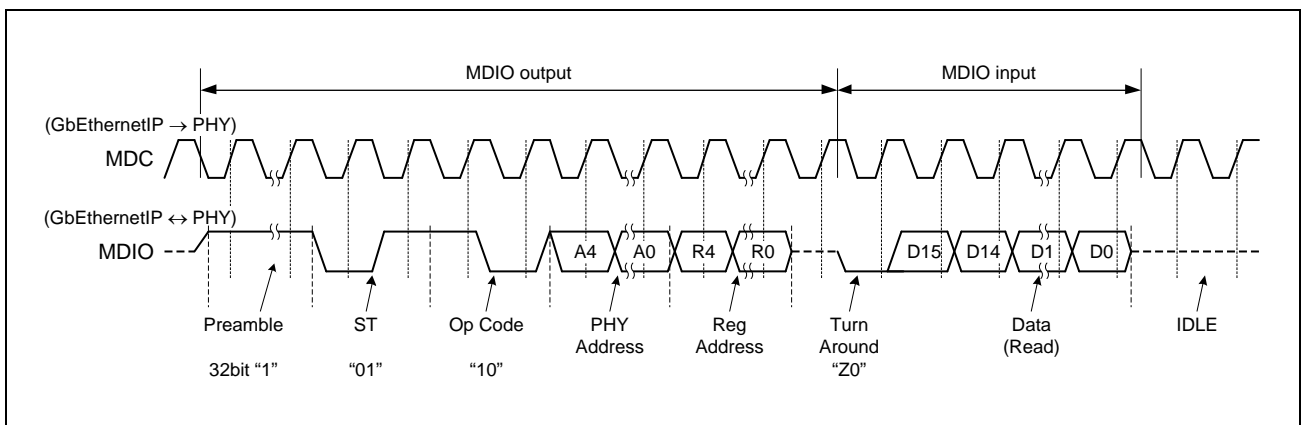 MDIO output
MDIO input
(GbEthernetIP → PHY)
MDC
(GbEthernetIP ↔ PHY)
MDIO
A4
A0
R4
R0
D15
D14
D1
D0
Preamble
ST
Op Code
PHY
Address
Reg
Address
Turn
Around
Data
(Read)
IDLE
32bit “1”
“01”
“10”
“Z0”